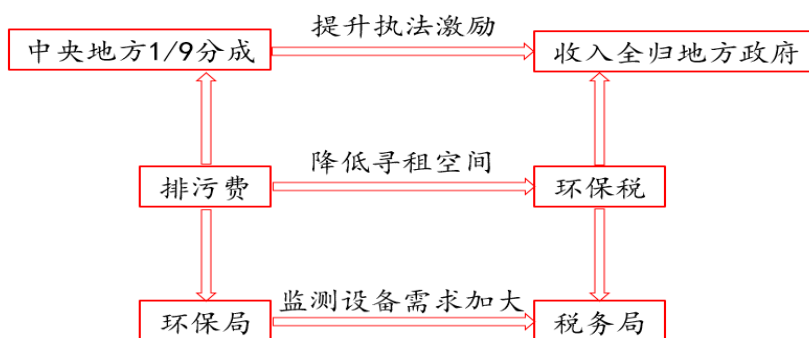 提升执法激励
中央地方1/9分成
收入全归地方政府
降低寻租空间
排污费
环保税
监测设备需求加大
环保局
税务局